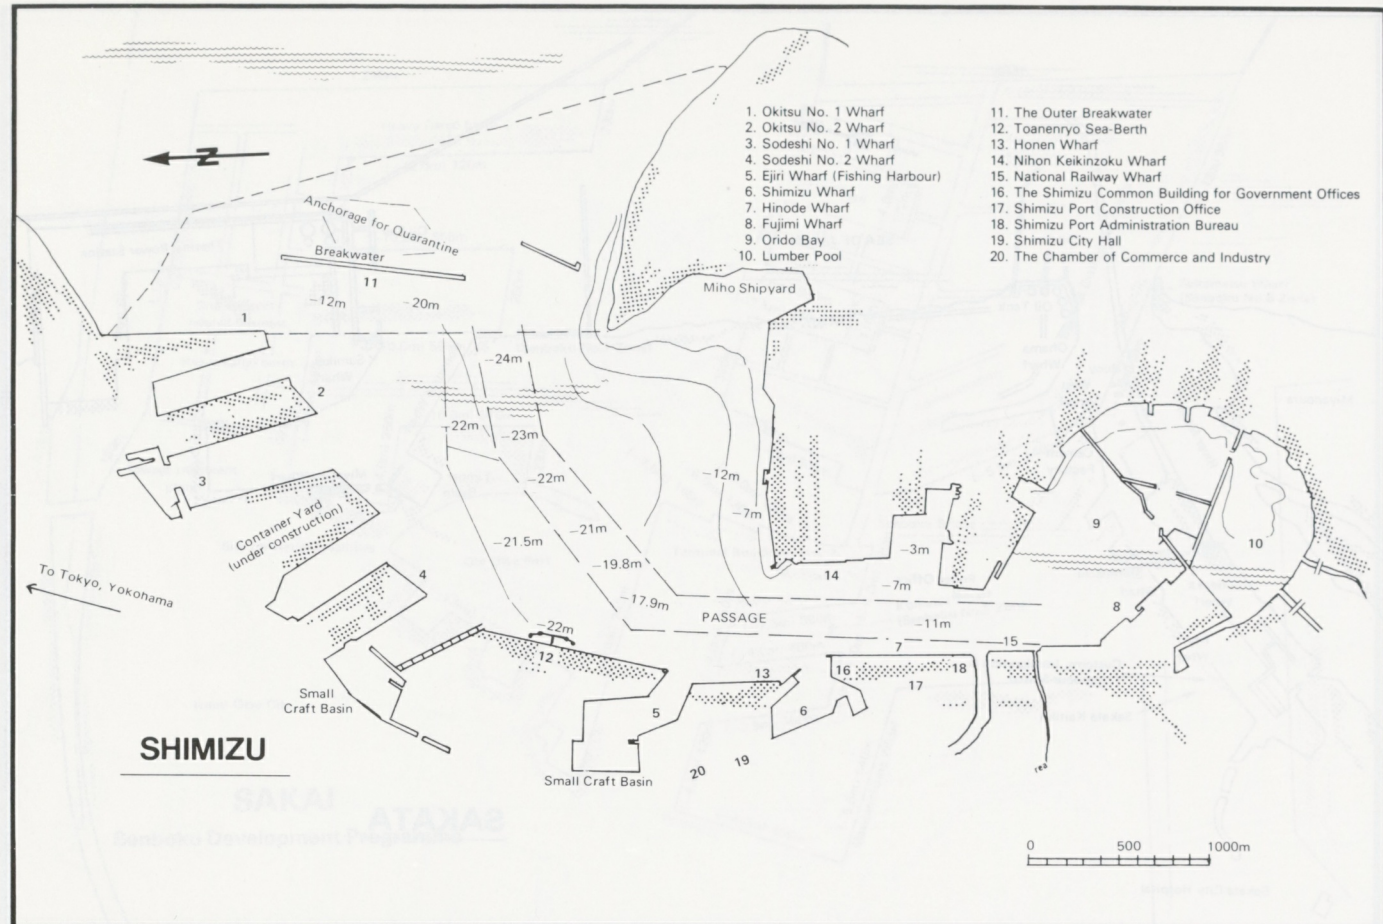 1. Okitsu No. 1 Wharf
2. Okitsu No. 2 Wharf
3. Sodeshi No. 1 Wharf
4. Sodeshi No. 2 Wharf
5. Ejiri Wharf (Fishing Harbour)
6. Shimizu Wharf
7. Hinode Wharf
8. Fujimi Wharf
9. Orido Bay
10. Lumber Pool
11. The Outer Breakwater
12. Toanenryo Sea-Berth
13. Honen Wharf
14. Nihon Keikinzoku Wharf
15. National Railway Wharf
16. The Shimizu Common Building for Government Offices
17. Shimizu Port Construction Office
18. Shimizu Port Administration Bureau
19. Shimizu City Hall
20. The Chamber of Commerce and Industry
N
Anchorage for Quarantine
Breakwater
11
Miho Shipyard
-12m
-20m
1
-24m
2
-22m
-23m
3
-22m
-12m
Container Yard
(under construction)
-7m
-21m
9
-21.5m
10
-3m
To Tokyo, Yokohama
4
-19.8m
14
-7m
-17.9m
8
PASSAGE
-11m
-22m
15
7
12
13
16
18
17
Small
Craft Basin
5
6
SHIMIZU
19
20
Small Craft Basin
0 500 1000m
SAKAI
SAKATA